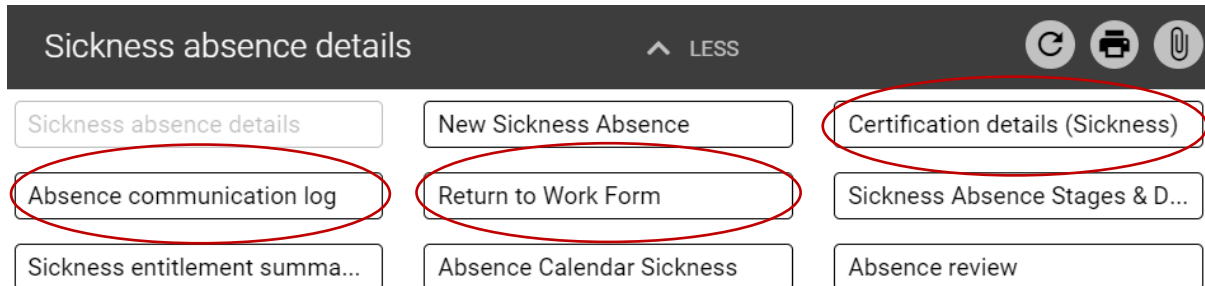 Sickness absence details
LESS
Sickness absence details
New Sickness Absence
Certification details (Sickness)
Absence communication log
Return to Work Form
Sickness Absence Stages & D...
Sickness entitlement summa...
Absence Calendar Sickness
Absence review